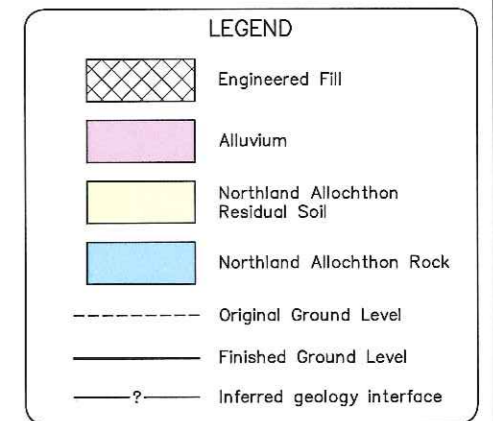 LEGEND
Engineered Fill
Alluvium
Northland Allochthon
Residual Soil
Northland Allochthon Rock
Original Ground Level
Finished Ground Level
?
Inferred geology interface